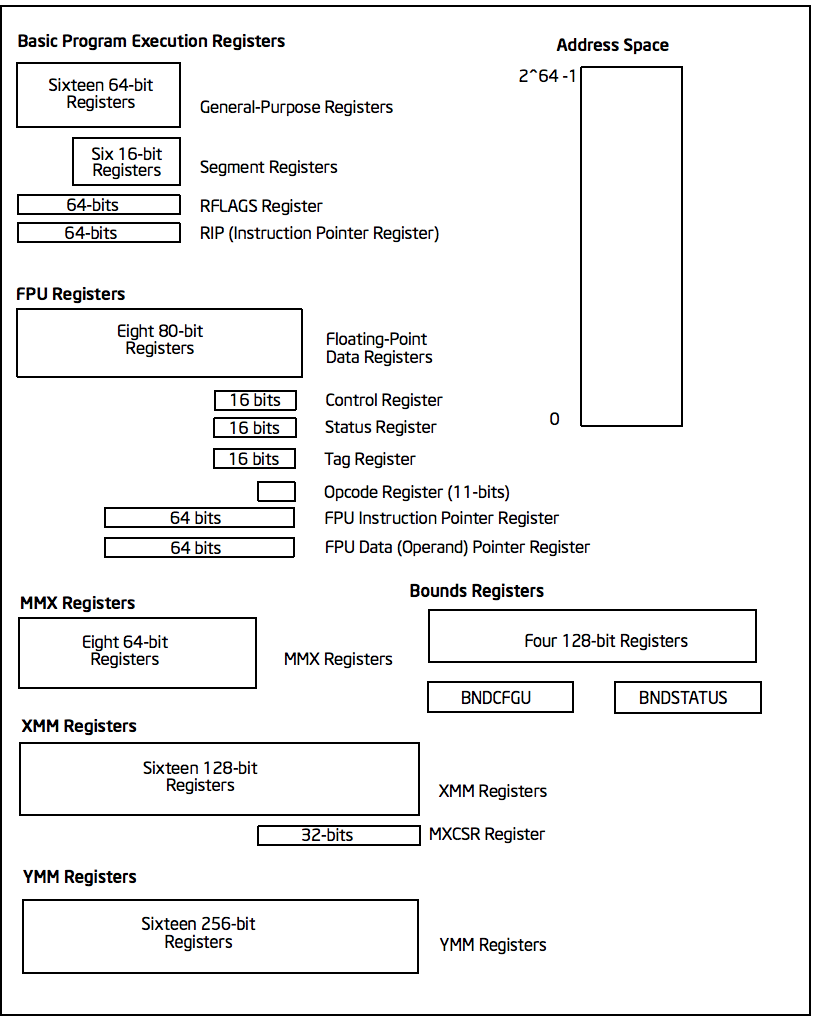 Basic Program Execution Registers
Address Space
2^64 -1
Sixteen 64-bit
Registers
General-Purpose Registers
Six 16-bit
Registers
Segment Registers
64-bits
RFLAGS Register
64-bits
RIP (Instruction Pointer Register)
0
FPU Registers
Eight 80-bit
Registers
Floating-Point
Data Registers
16 bits
Control Register
16 bits
Status Register
16 bits
Tag Register
Opcode Register (11-bits)
64 bits
FPU Instruction Pointer Register
64 bits
FPU Data (Operand) Pointer Register
MMX Registers
Eight 64-bit
Registers
MMX Registers
Bounds Registers
Four 128-bit Registers
BNDCFGU
BNDSTATUS
XMM Registers
Sixteen 128-bit
Registers
XMM Registers
32-bits
MXCSR Register
YMM Registers
Sixteen 256-bit
Registers
YMM Registers